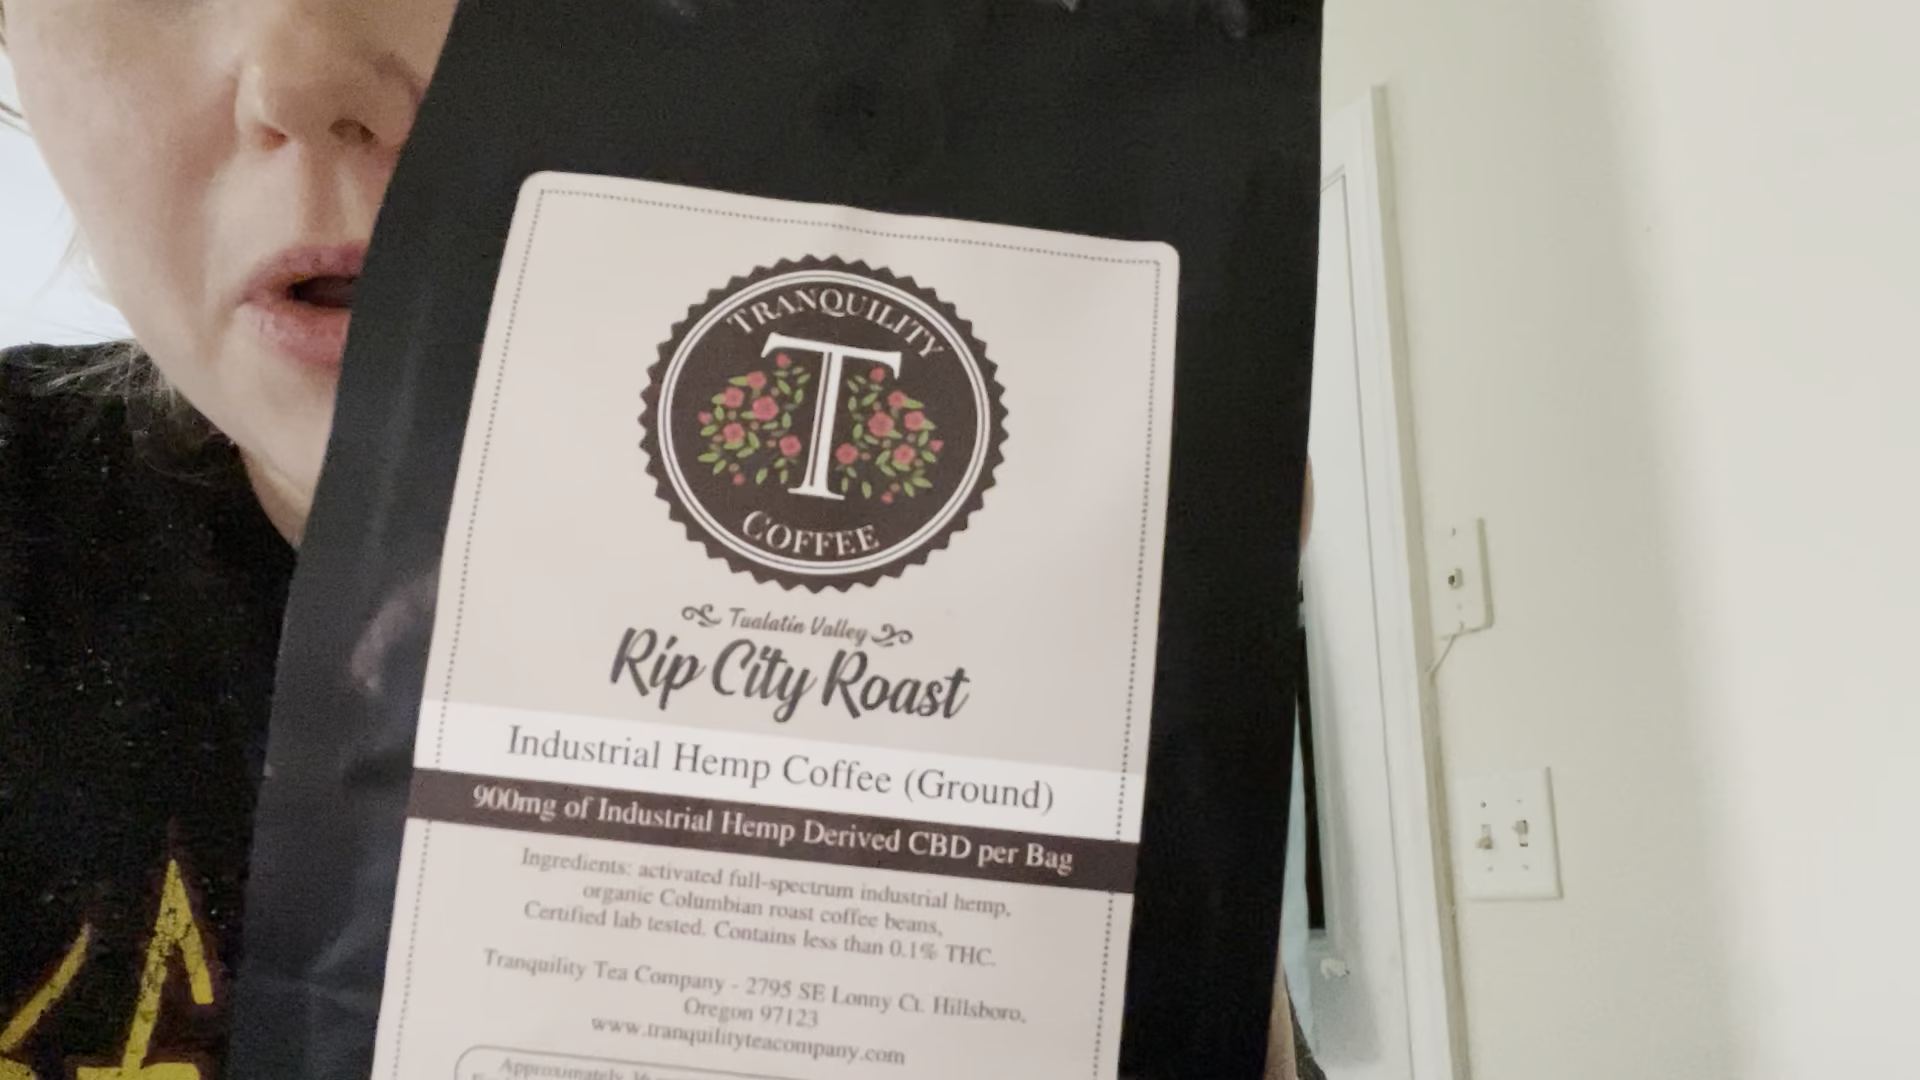 TRANQUILITY
T
COFFEE
Tualatin Valley
Rip City Roast
Industrial Hemp Coffee (Ground)
900mg of Industrial Hemp Derived CBD per Bag
Ingredients: activated full-spectrum industrial hemp,
organic Columbian roast coffee beans,
Certified lab tested. Contains less than 0.1% THC.
Tranquility Tea Company - 2795 SE Lonny Ct. Hillsboro,
Oregon 97123
www.tranquilityteacompany.com
Approximately